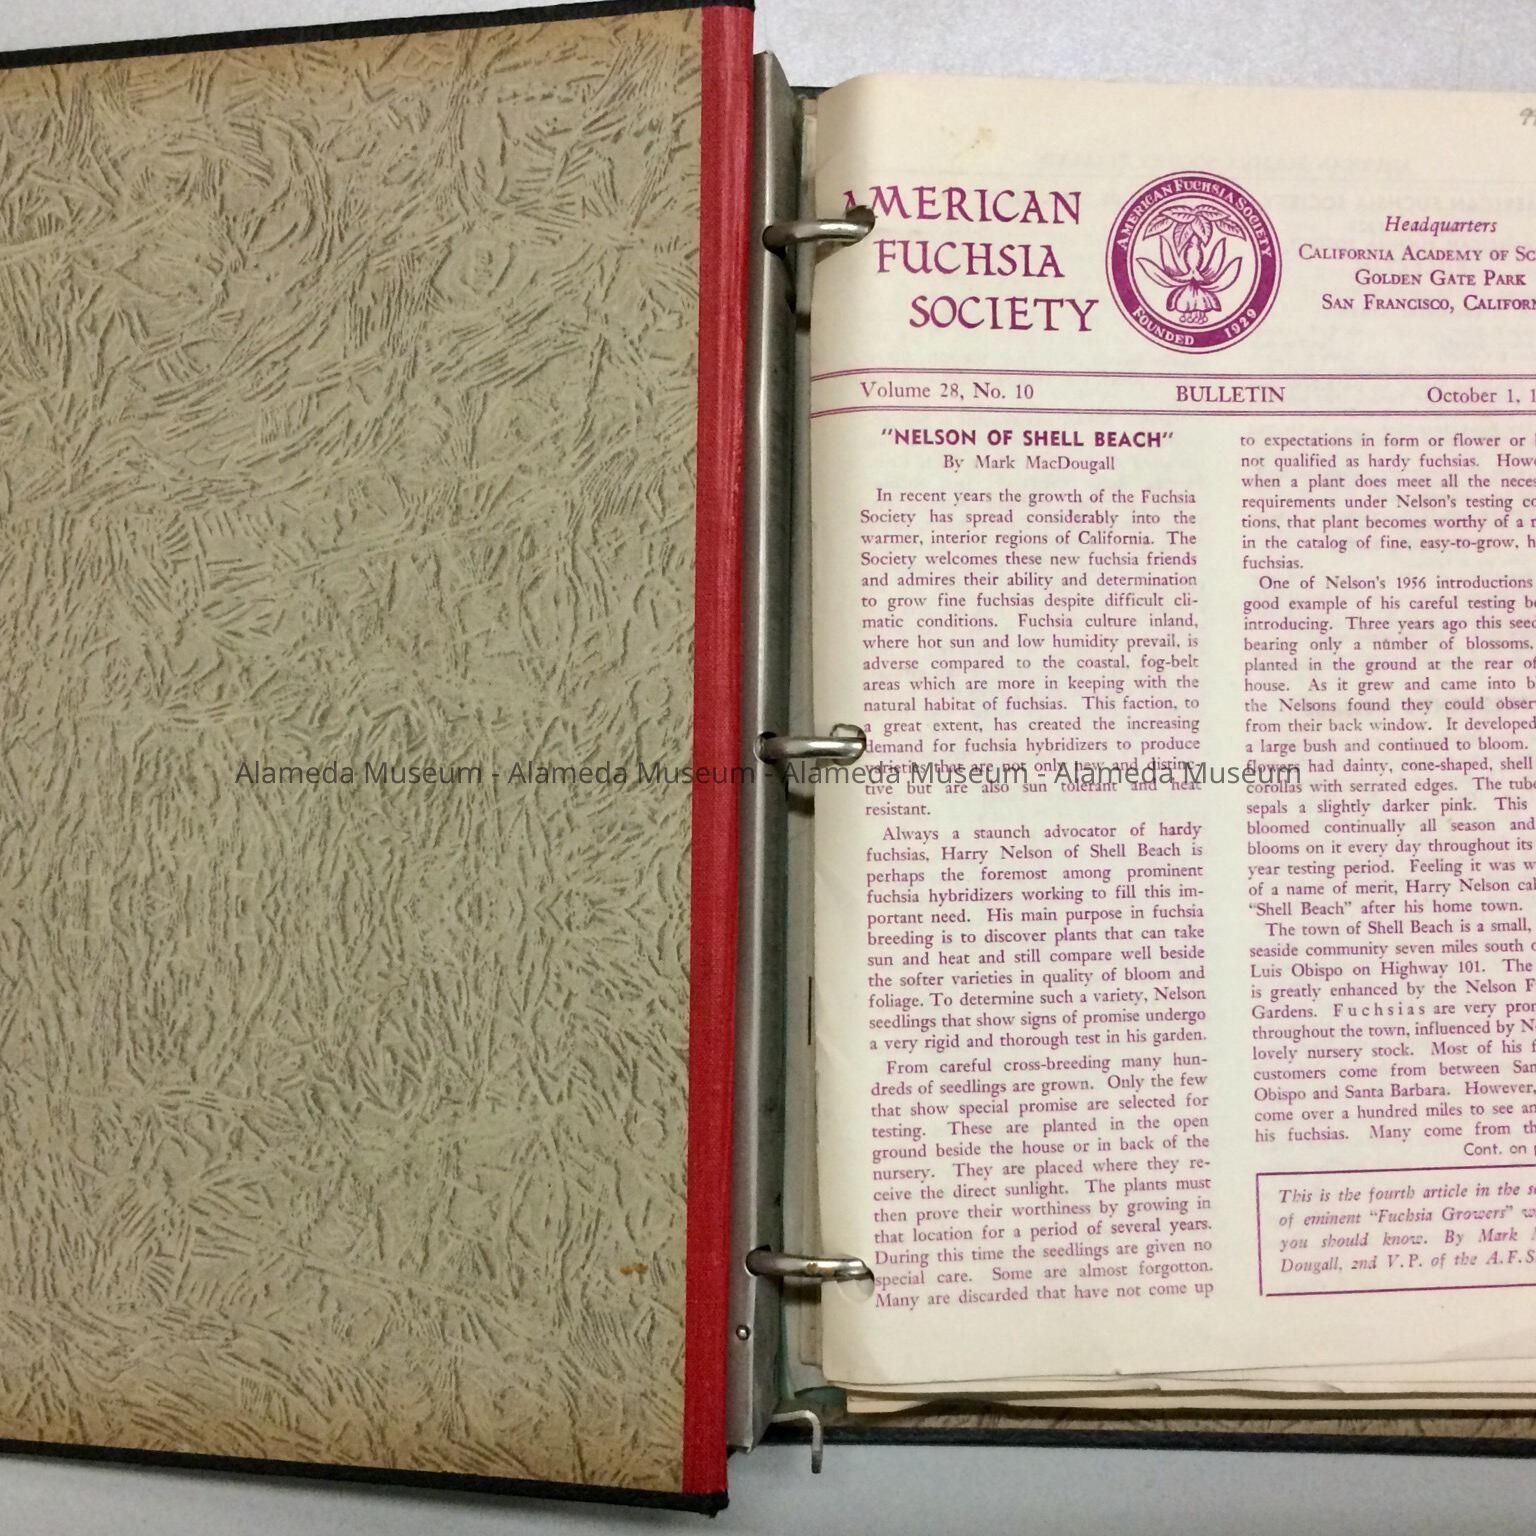 AMERICAN
FUCHSIA
SOCIETY
AMERICAN FUCHSIA SOCIETY
FOUNDED 1929
Headquarters
CALIFORNIA ACADEMY OF SC
GOLDEN GATE PARK
SAN FRANCISCO, CALIFOR
Volume 28, No. 10 BULLETIN October 1, 1
"NELSON OF SHELL BEACH"
By Mark MacDougall
In recent years the growth of the Fuchsia
Society has spread considerably into the
warmer, interior regions of California. The
Society welcomes these new fuchsia friends
and admires their ability and determination
to grow fine fuchsias despite difficult cli-
matic conditions. Fuchsia culture inland,
where hot sun and low humidity prevail, is
adverse compared to the coastal, fog-belt
areas which are more in keeping with the
natural habitat of fuchsias. This faction, to
a great extent, has created the increasing
demand for fuchsia hybridizers to produce
varieties that are not only new and distinc-
tive but are also sun tolerant and heat
resistant.
Always a staunch advocator of hardy
fuchsias, Harry Nelson of Shell Beach is
perhaps the foremost among prominent
fuchsia hybridizers working to fill this im-
portant need. His main purpose in fuchsia
breeding is to discover plants that can take
sun and heat and still compare well beside
the softer varieties in quality of bloom and
foliage. To determine such a variety, Nelson
seedlings that show signs of promise undergo
a very rigid and thorough test in his garden.
From careful cross-breeding many hun-
dreds of seedlings are grown. Only the few
that show special promise are selected for
testing. These are planted in the open
ground beside the house or in back of the
nursery. They are placed where they re-
ceive the direct sunlight. The plants must
then prove their worthiness by growing in
that location for a period of several years.
During this time the seedlings are given no
special care. Some are almost forgotton.
Many are discarded that have not come up
to expectations in form or flower or
not qualified as hardy fuchsias. Howe
when a plant does meet all the neces
requirements under Nelson's testing co
tions, that plant becomes worthy of a
in the catalog of fine, easy-to-grow, h
fuchsias.
One of Nelson's 1956 introductions
good example of his careful testing be
introducing. Three years ago this seed
bearing only a number of blossoms,
planted in the ground at the rear of
house. As it grew and came into b
the Nelsons found they could obser
from their back window. It developed
a large bush and continued to bloom.
flowers had dainty, cone-shaped, shell
corollas with serrated edges. The tube
sepals a slightly darker pink. This
bloomed continually all season and
blooms on it every day throughout its
year testing period. Feeling it was w
of a name of merit, Harry Nelson cal
"Shell Beach" after his home town.
The town of Shell Beach is a small,
seaside community seven miles south o
Luis Obispo on Highway 101. The
is greatly enhanced by the Nelson F
Gardens. Fuchsias are very pro
throughout the town, influenced by N
lovely nursery stock. Most of his f
customers come from between San
Obispo and Santa Barbara. However,
come over a hundred miles to see an
his fuchsias. Many come from th
Cont. on p
This is the fourth article in the se
of eminent "Fuchsia Growers" w
you should know. By Mark M
Dougall, 2nd V.P. of the A.F.S.
Alameda Museum - Alameda Museum - Alameda Museum - Alameda Museum